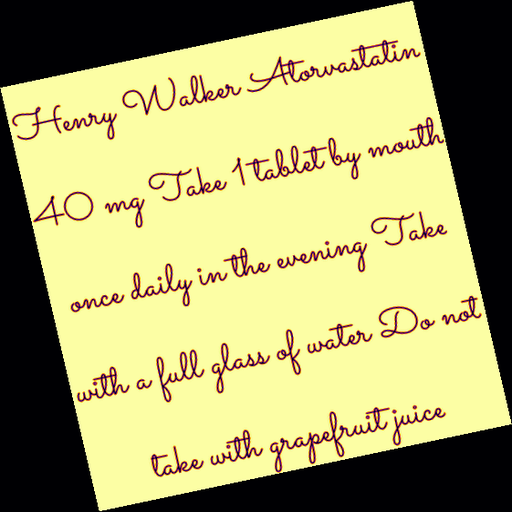 Henry Walker Atorvastatin
40 mg Take 1 tablet by mouth
once daily in the evening Take
with a full glass of water Do not
take with grapefruit juice